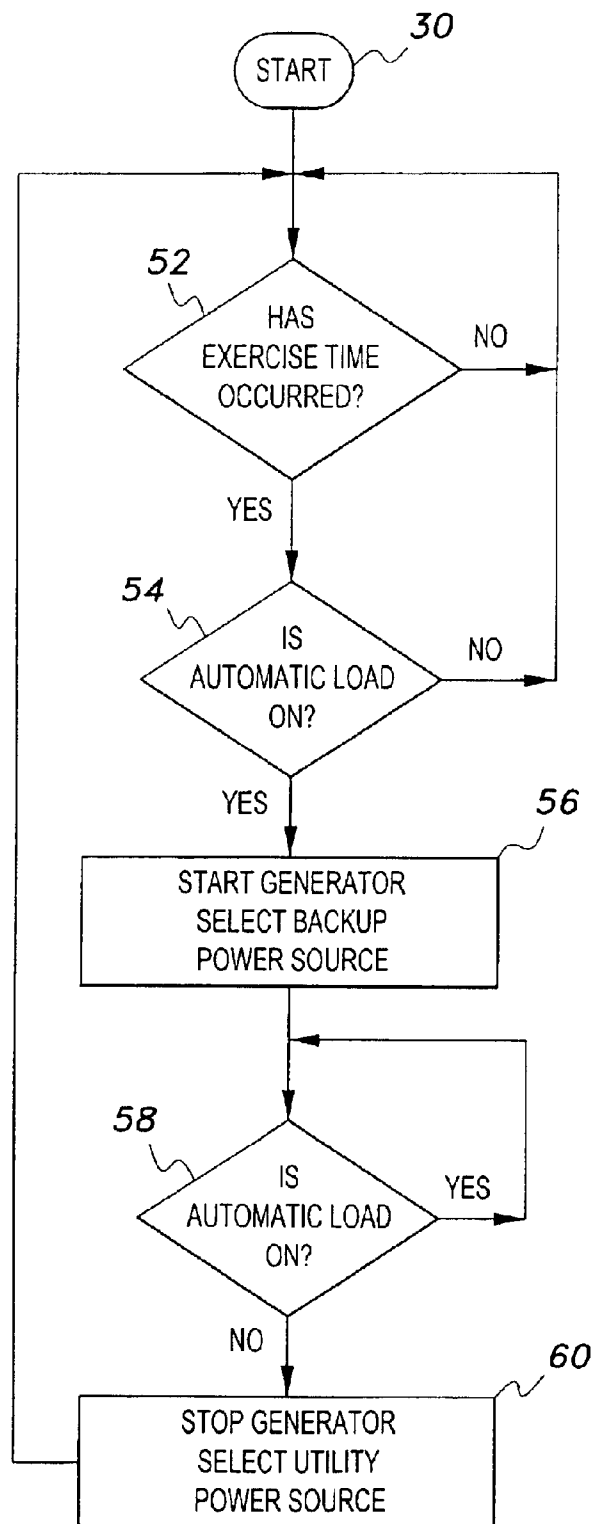 30
START
52
HAS
EXERCISE TIME
OCCURRED?
NO
YES
54
IS
AUTOMATIC LOAD
ON?
NO
YES
56
START GENERATOR
SELECT BACKUP
POWER SOURCE
58
IS
AUTOMATIC LOAD
ON?
YES
NO
60
STOP GENERATOR
SELECT UTILITY
POWER SOURCE